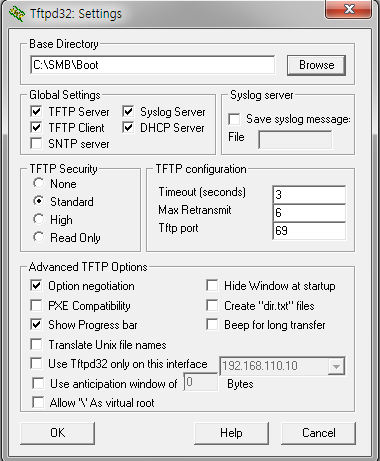 Tftpd32: Settings
Base Directory
C:\SMB\Boot
Browse
Global Settings
TFTP Server
Syslog Server
TFTP Client
DHCP Server
SNTP server
Syslog server
Save syslog message:
File
TFTP Security
None
Standard
High
Read Only
TFTP configuration
Timeout (seconds) 3
Max Retransmit 6
Tftp port 69
Advanced TFTP Options
Option negotiation
Hide Window at startup
PXE Compatibility
Create "dir.txt" files
Show Progress bar
Beep for long transfer
Translate Unix file names
Use Tftpd32 only on this interface 192.168.110.10
Use anticipation window of 0 Bytes
Allow '\' As virtual root
OK
Help
Cancel